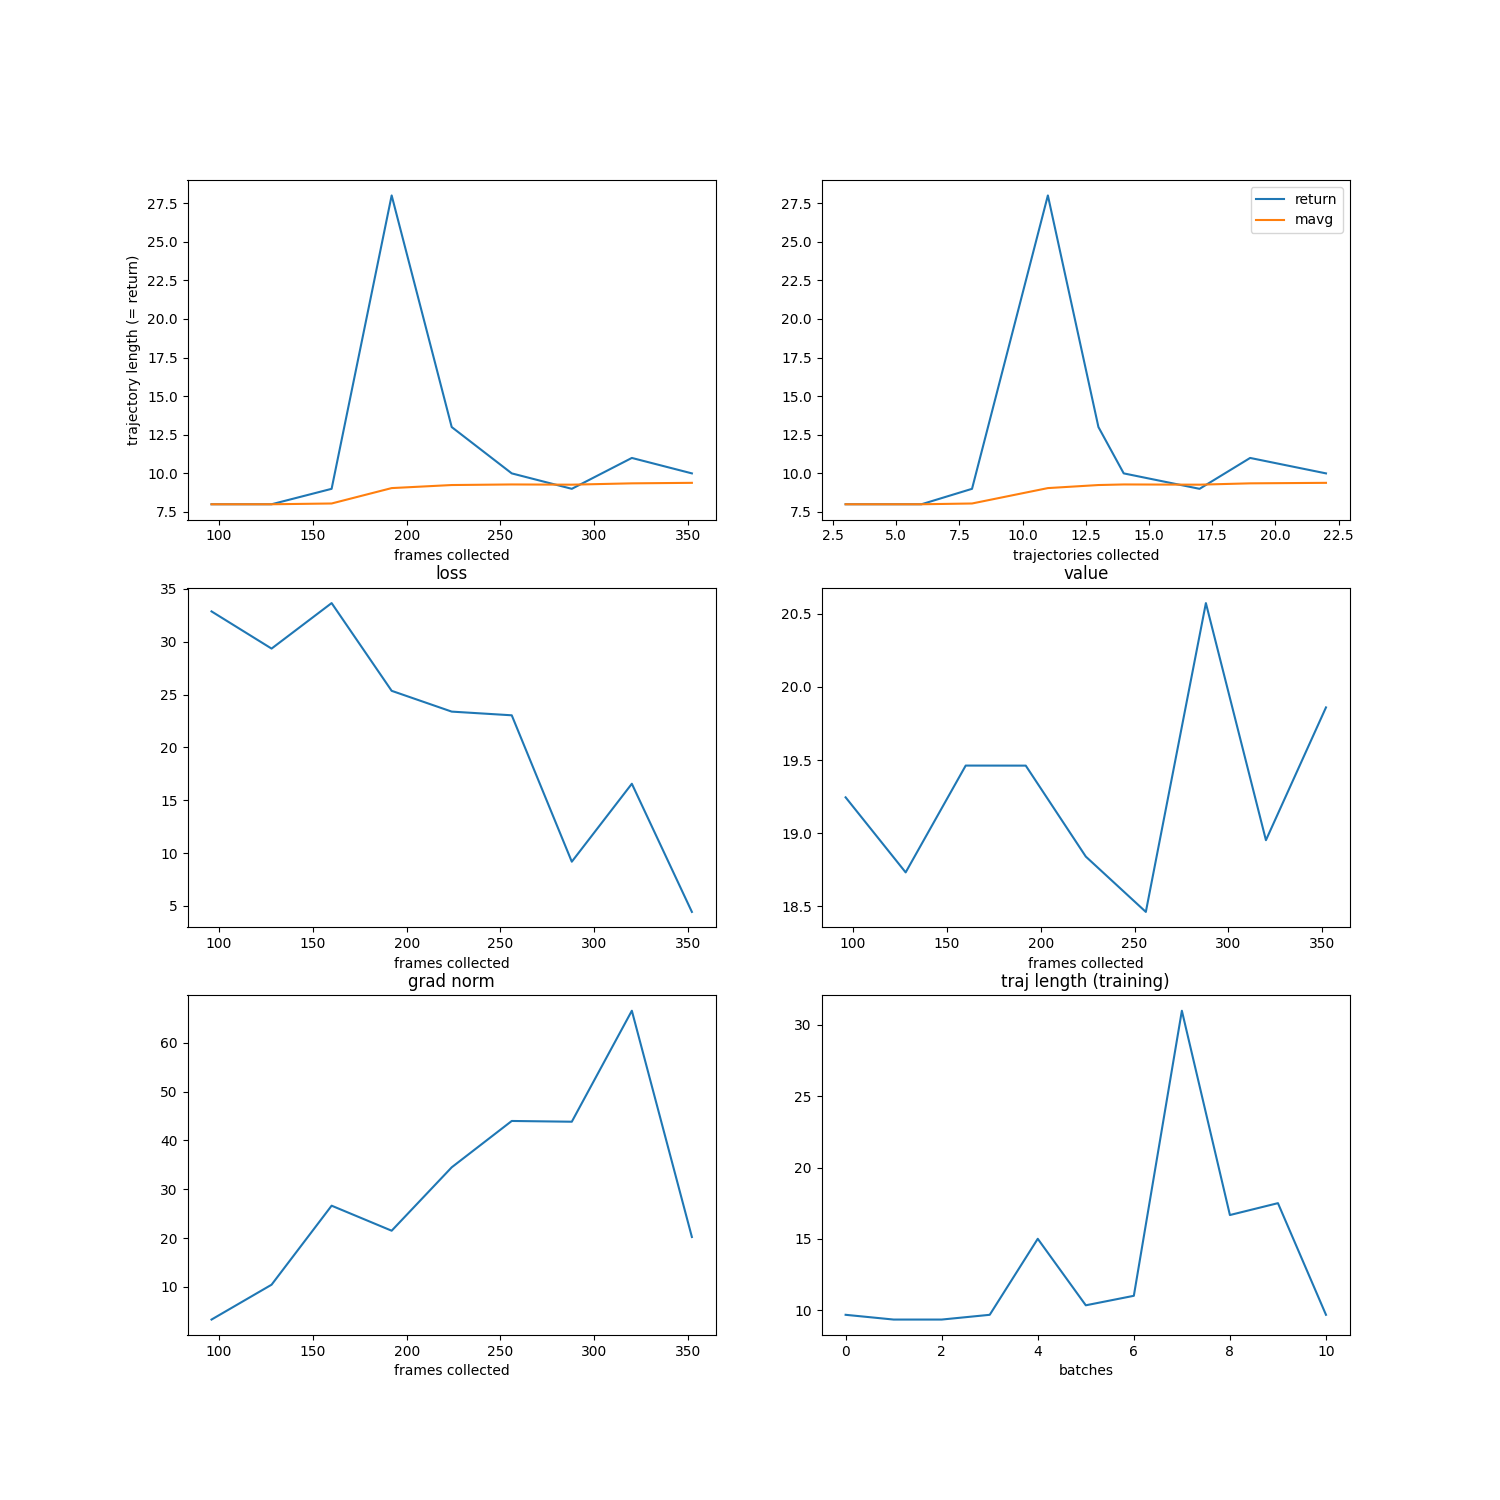 27.5
25.0
22.5
20.0
17.5
15.0
12.5
10.0
7.5
trajectory length (= return)
100 150 200 250 300 350
frames collected
27.5
25.0
22.5
20.0
17.5
15.0
12.5
10.0
7.5
return
mavg
2.5 5.0 7.5 10.0 12.5 15.0 17.5 20.0 22.5
trajectories collected
loss
35
30
25
20
15
10
5
100 150 200 250 300 350
frames collected
value
20.5
20.0
19.5
19.0
18.5
100 150 200 250 300 350
frames collected
grad norm
60
50
40
30
20
10
100 150 200 250 300 350
frames collected
traj length (training)
30
25
20
15
10
0 2 4 6 8 10
batches